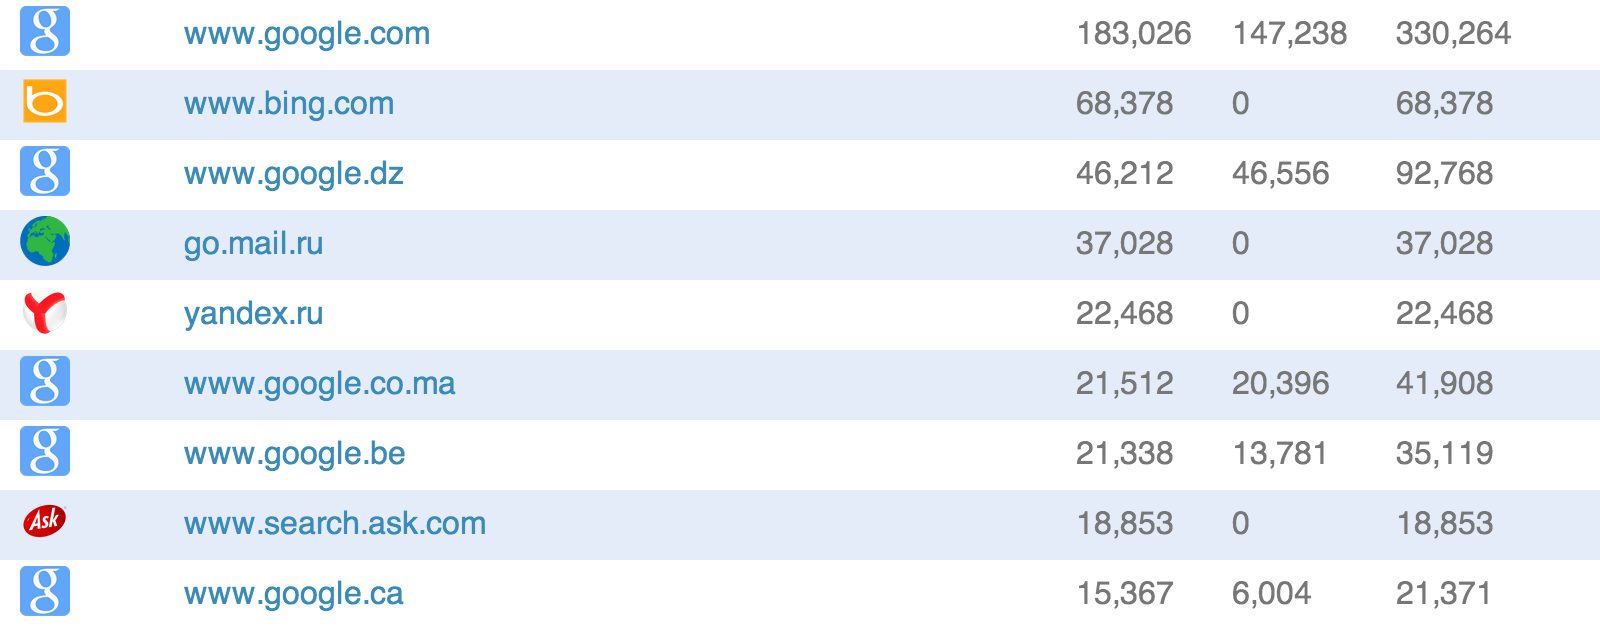 g www.google.com 183,026 147,238 330,264
b www.bing.com 68,378 0 68,378
g www.google.dz 46,212 46,556 92,768
go.mail.ru 37,028 0 37,028
yandex.ru 22,468 0 22,468
g www.google.co.ma 21,512 20,396 41,908
g www.google.be 21,338 13,781 35,119
Ask www.search.ask.com 18,853 0 18,853
g www.google.ca 15,367 6,004 21,371